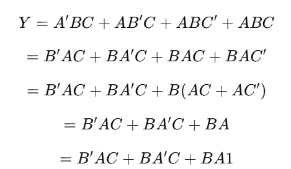 Y = A'BC + AB'C + ABC' + ABC
= B'AC + BA'C + BAC + BAC'
= B'AC + BA'C + B(AC + AC')
= B'AC + BA'C + BA
= B'AC + BA'C + BA1